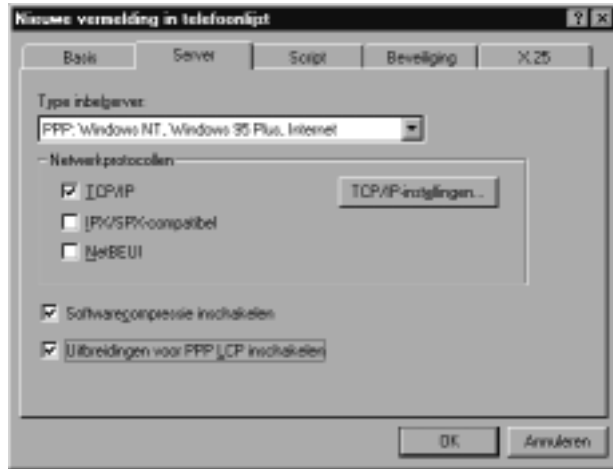 Nieuwe vermelding in telefoonlijst
Basis Server Script Beveiliging X.25
Type inbelserver:
PPP: Windows NT, Windows 95 Plus, Internet
Netwerkprotocollen
TCP/IP TCP/IP-instellingen...
IPX/SPX-compatibel
NetBEUI
Softwarecompressie inschakelen
Uitbreidingen voor PPP LCP inschakelen
OK Annuleren